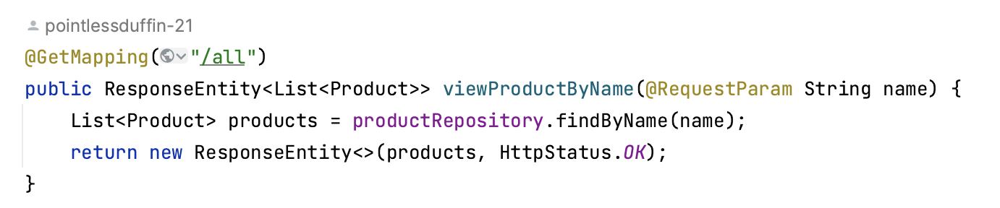 pointlessduffin-21
@GetMapping("/all")
public ResponseEntity<List<Product>> viewProductByName(@RequestParam String name) {
    List<Product> products = productRepository.findByName(name);
    return new ResponseEntity<>(products, HttpStatus.OK);
}